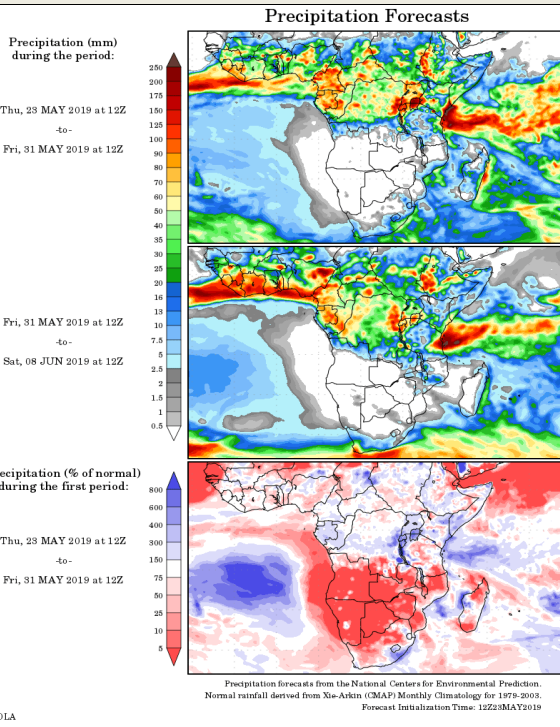 Precipitation Forecasts
Precipitation (mm)
during the period:
Thu, 23 MAY 2019 at 12Z
-to-
Fri, 31 MAY 2019 at 12Z
250
200
175
150
125
100
90
80
70
60
50
40
35
30
25
20
16
13
10
7.5
5
2.5
2
1.5
1
0.5
Fri, 31 MAY 2019 at 12Z
-to-
Sat, 08 JUN 2019 at 12Z
ecipitation (% of normal)
during the first period:
Thu, 23 MAY 2019 at 12Z
-to-
Fri, 31 MAY 2019 at 12Z
800
600
400
300
150
75
50
25
10
5
Precipitation forecasts from the National Centers for Environmental Prediction.
Normal rainfall derived from Xie-Arkin (CMAP) Monthly Climatology for 1979-2003.
Forecast Initialization Time: 12Z23MAY2019
OLA